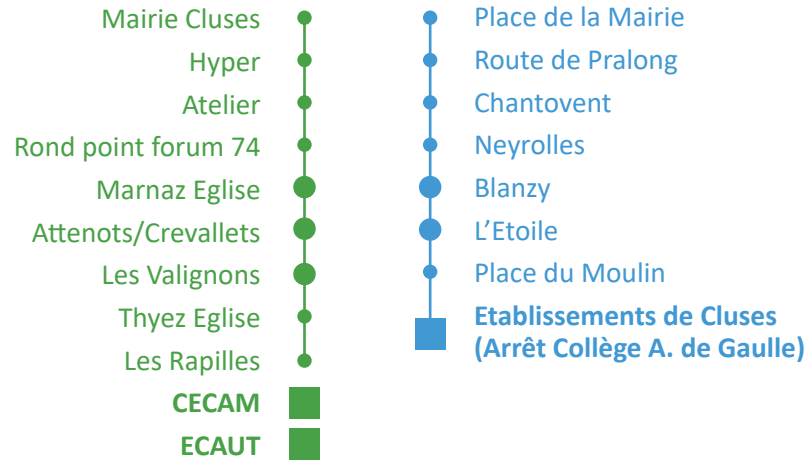 Mairie Cluses
Hyper
Atelier
Rond point forum 74
Marnaz Eglise
Attenots/Crevallets
Les Valignons
Thyez Eglise
Les Rapilles
CECAM
ECAUT
Place de la Mairie
Route de Pralong
Chantovent
Neyrolles
Blanzy
L’Etoile
Place du Moulin
Etablissements de Cluses
(Arrêt Collège A. de Gaulle)